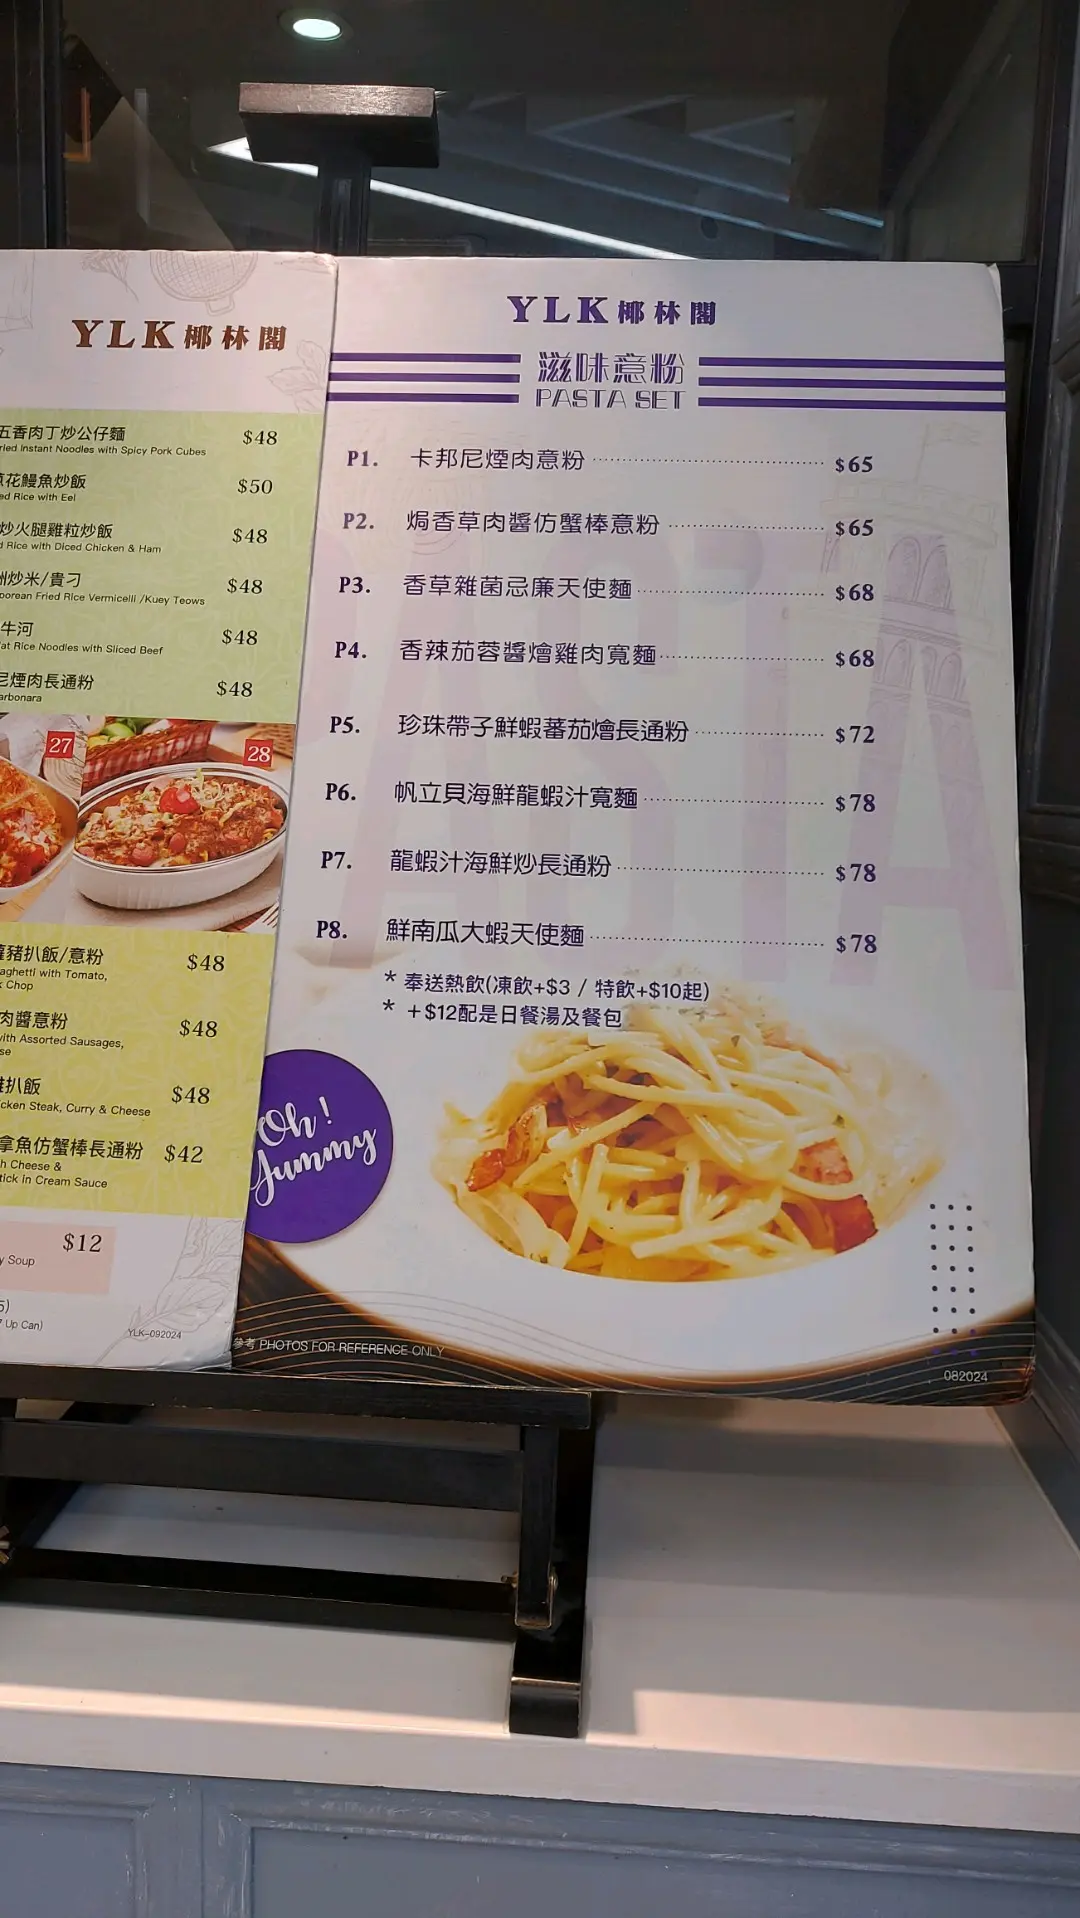 YLK 椰林閣
五香肉丁炒公仔麵 $48
ried Instant Noodles with Spicy Pork Cubes
花鰻魚炒飯 $50
ed Rice with Eel
炒火腿雞粒炒飯 $48
d Rice with Diced Chicken & Ham
炒米/貴刁 $48
porean Fried Rice Vermicelli /Kuey Teows
牛河 $48
at Rice Noodles with Sliced Beef
尼煙肉長通粉 $48
arbonara
27
28
豬扒飯/意粉 $48
aghetti with Tomato,
k Chop
肉醬意粉 $48
with Assorted Sausages,
se
扒飯 $48
cken Steak, Curry & Cheese
拿魚仿蟹棒長通粉 $42
h Cheese &
tick in Cream Sauce
$12
y Soup
5)
7 Up Can)
YLK-092024
YLK 椰林閣
滋味意粉
PASTA SET
P1. 卡邦尼煙肉意粉 $65
P2. 焗香草肉醬仿蟹棒意粉 $65
P3. 香草雜菌忌廉天使麵 $68
P4. 香辣茄蓉醬燴雞肉寬麵 $68
P5. 珍珠帶子鮮蝦蕃茄燴長通粉 $72
P6. 帆立貝海鮮龍蝦汁寬麵 $78
P7. 龍蝦汁海鮮炒長通粉 $78
P8. 鮮南瓜大蝦天使麵 $78
* 奉送熱飲(凍飲+$3 / 特飲+$10起)
* +$12配是日餐湯及餐包
PASTA
Oh!
Yummy
參考 PHOTOS FOR REFERENCE ONLY
082024